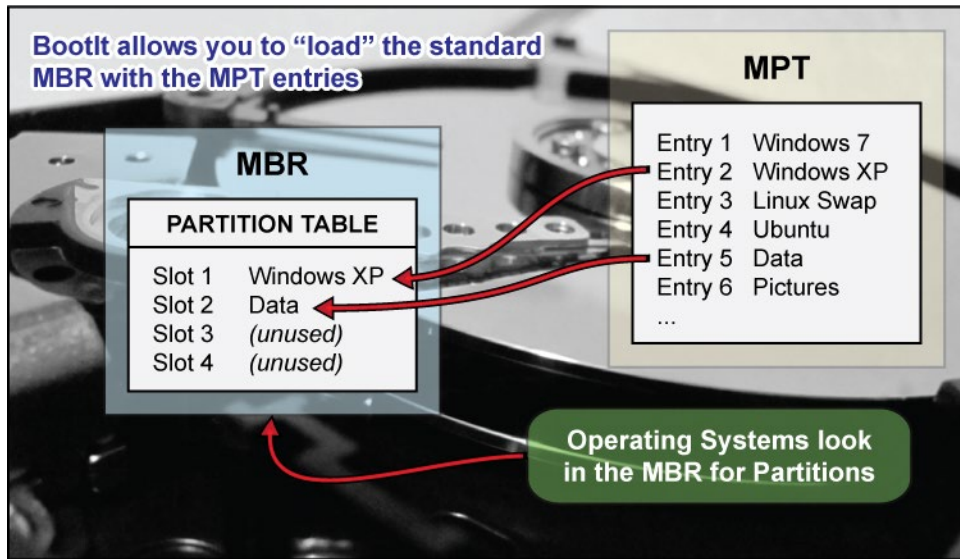 BootIt allows you to “load” the standard
MBR with the MPT entries
MPT
Entry 1 Windows 7
Entry 2 Windows XP
Entry 3 Linux Swap
Entry 4 Ubuntu
Entry 5 Data
Entry 6 Pictures
...
MBR
PARTITION TABLE
Slot 1 Windows XP
Slot 2 Data
Slot 3 (unused)
Slot 4 (unused)
Operating Systems look
in the MBR for Partitions